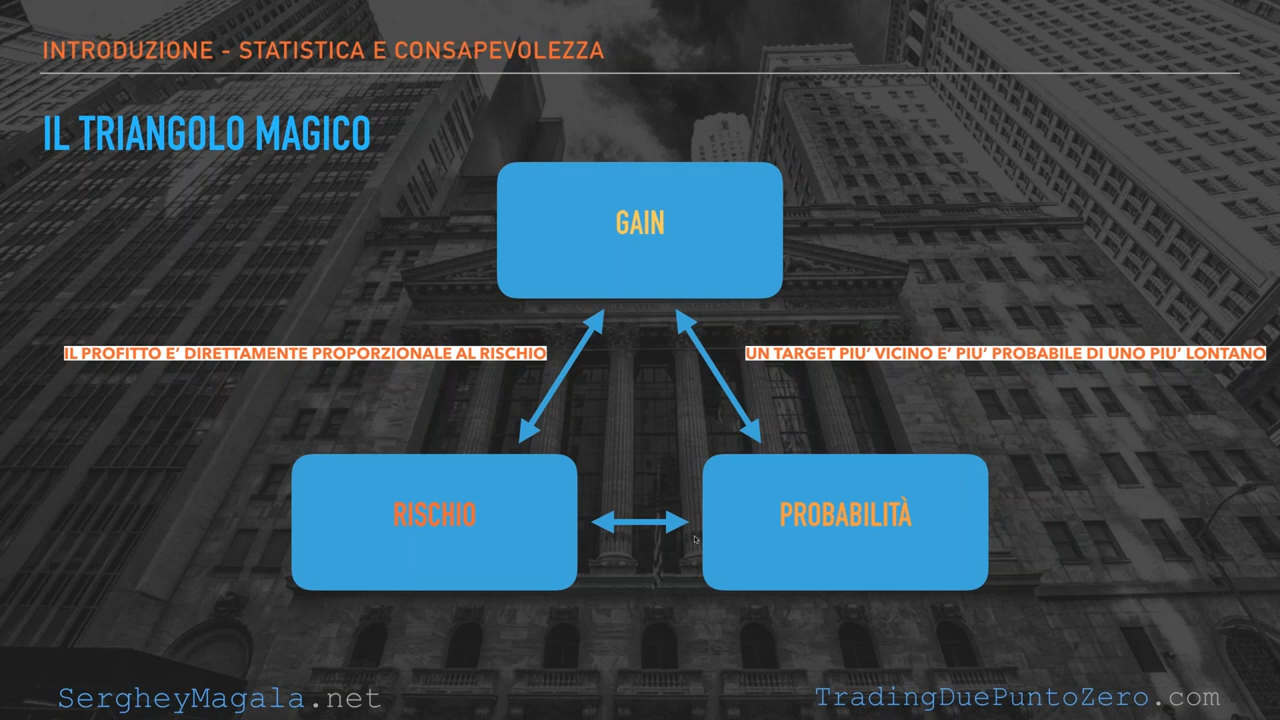 INTRODUZIONE - STATISTICA E CONSAPEVOLEZZA
IL TRIANGOLO MAGICO
GAIN
IL PROFITTO E' DIRETTAMENTE PROPORZIONALE AL RISCHIO
UN TARGET PIU' VICINO E' PIU' PROBABILE DI UNO PIU' LONTANO
RISCHIO
PROBABILITÀ
SergheyMagala.net
TradingDuePuntoZero.com